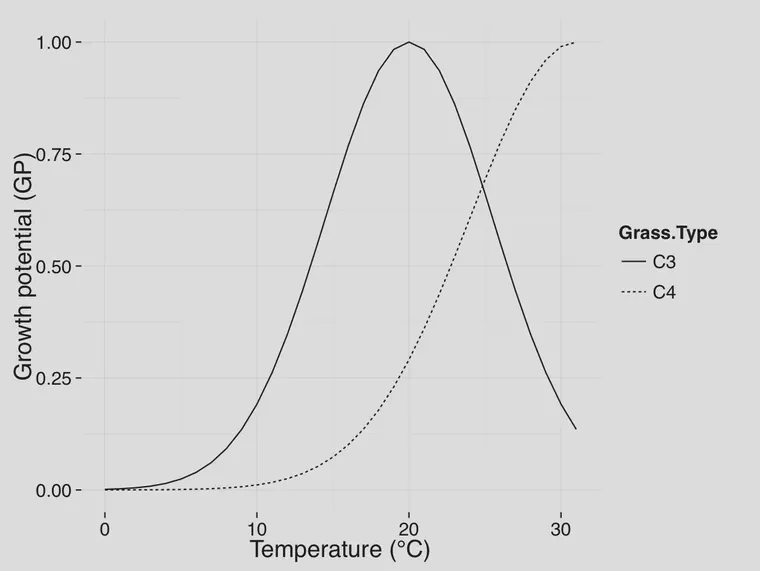 1.00
0.75
0.50
0.25
0.00
Growth potential (GP)
0
10
20
30
Temperature (°C)
Grass.Type
C3
C4